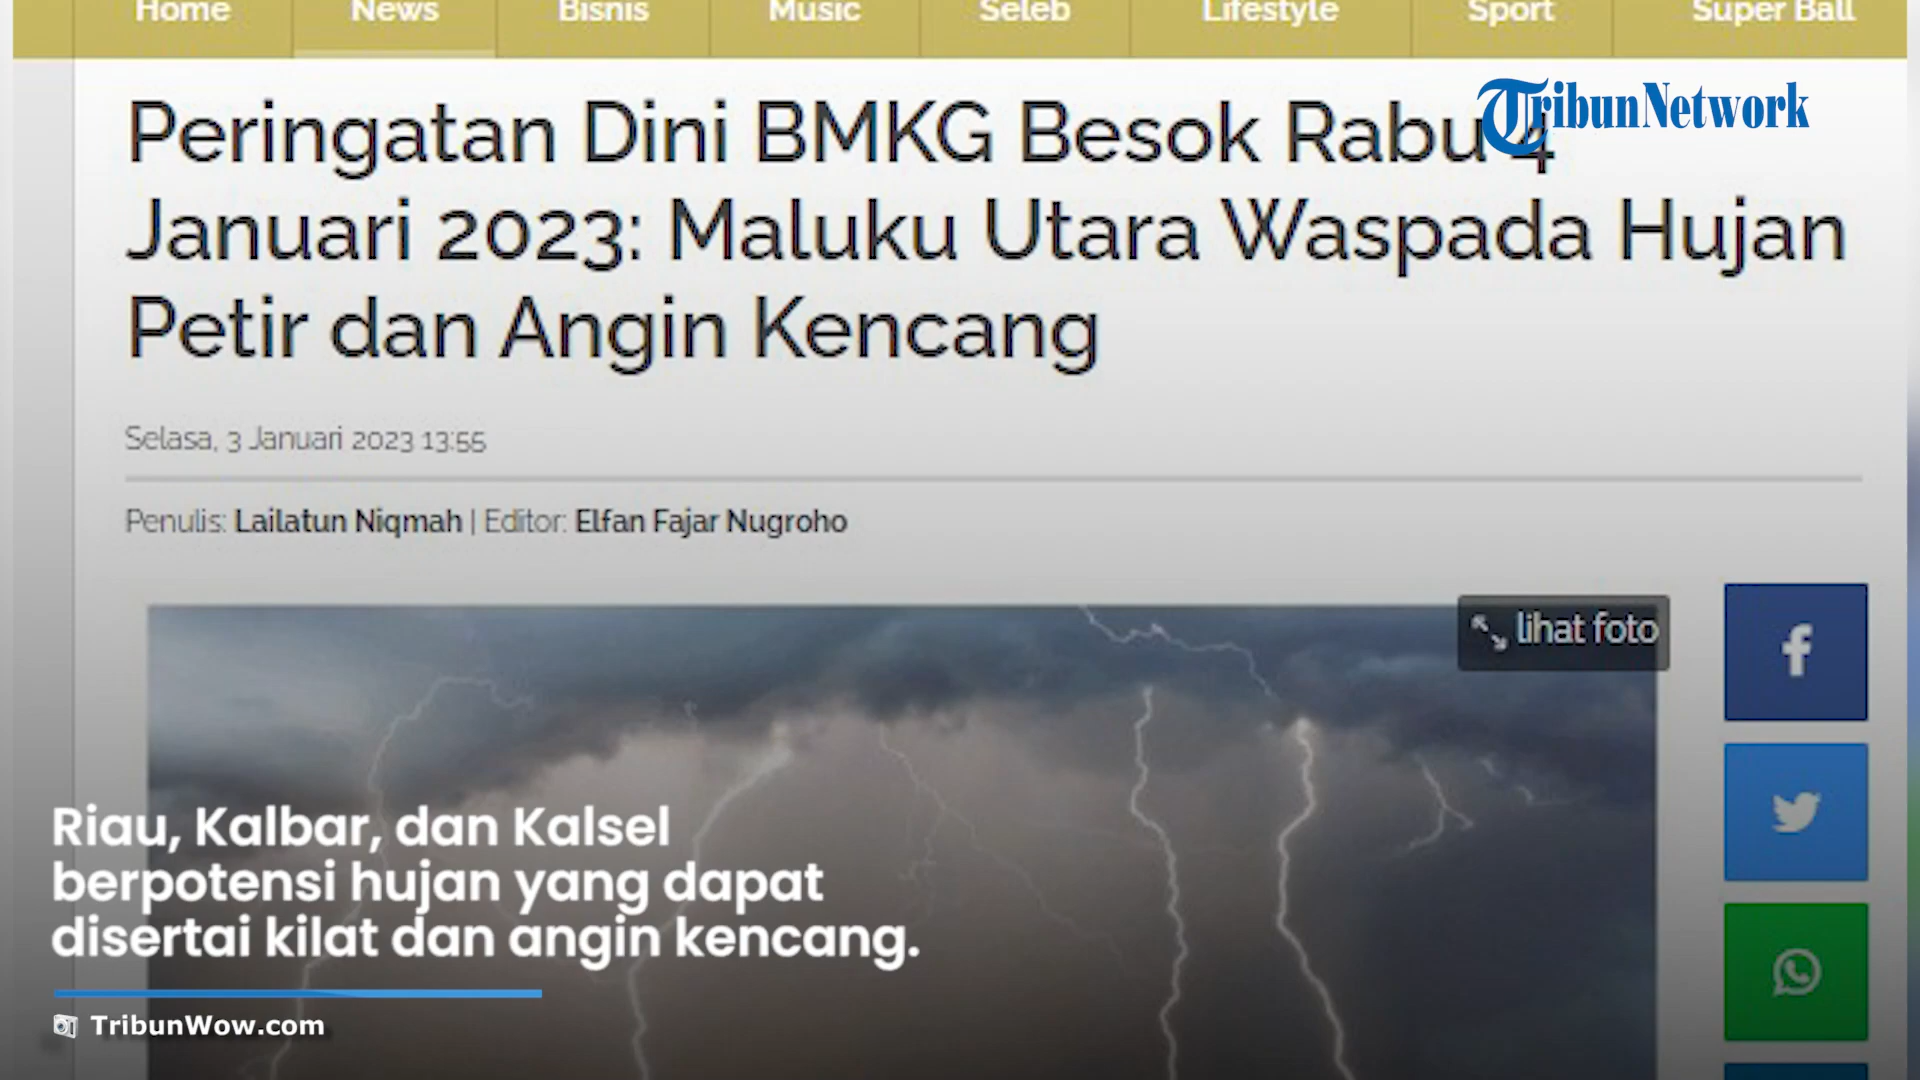 Home News Bisnis Music Seleb Lifestyle Sport Super Ball
TribunNetwork
Peringatan Dini BMKG Besok Rabu 4
Januari 2023: Maluku Utara Waspada Hujan
Petir dan Angin Kencang
Selasa, 3 Januari 2023 13:55
Penulis: Lailatun Niqmah | Editor: Elfan Fajar Nugroho
lihat foto
Riau, Kalbar, dan Kalsel
berpotensi hujan yang dapat
disertai kilat dan angin kencang.
TribunWow.com